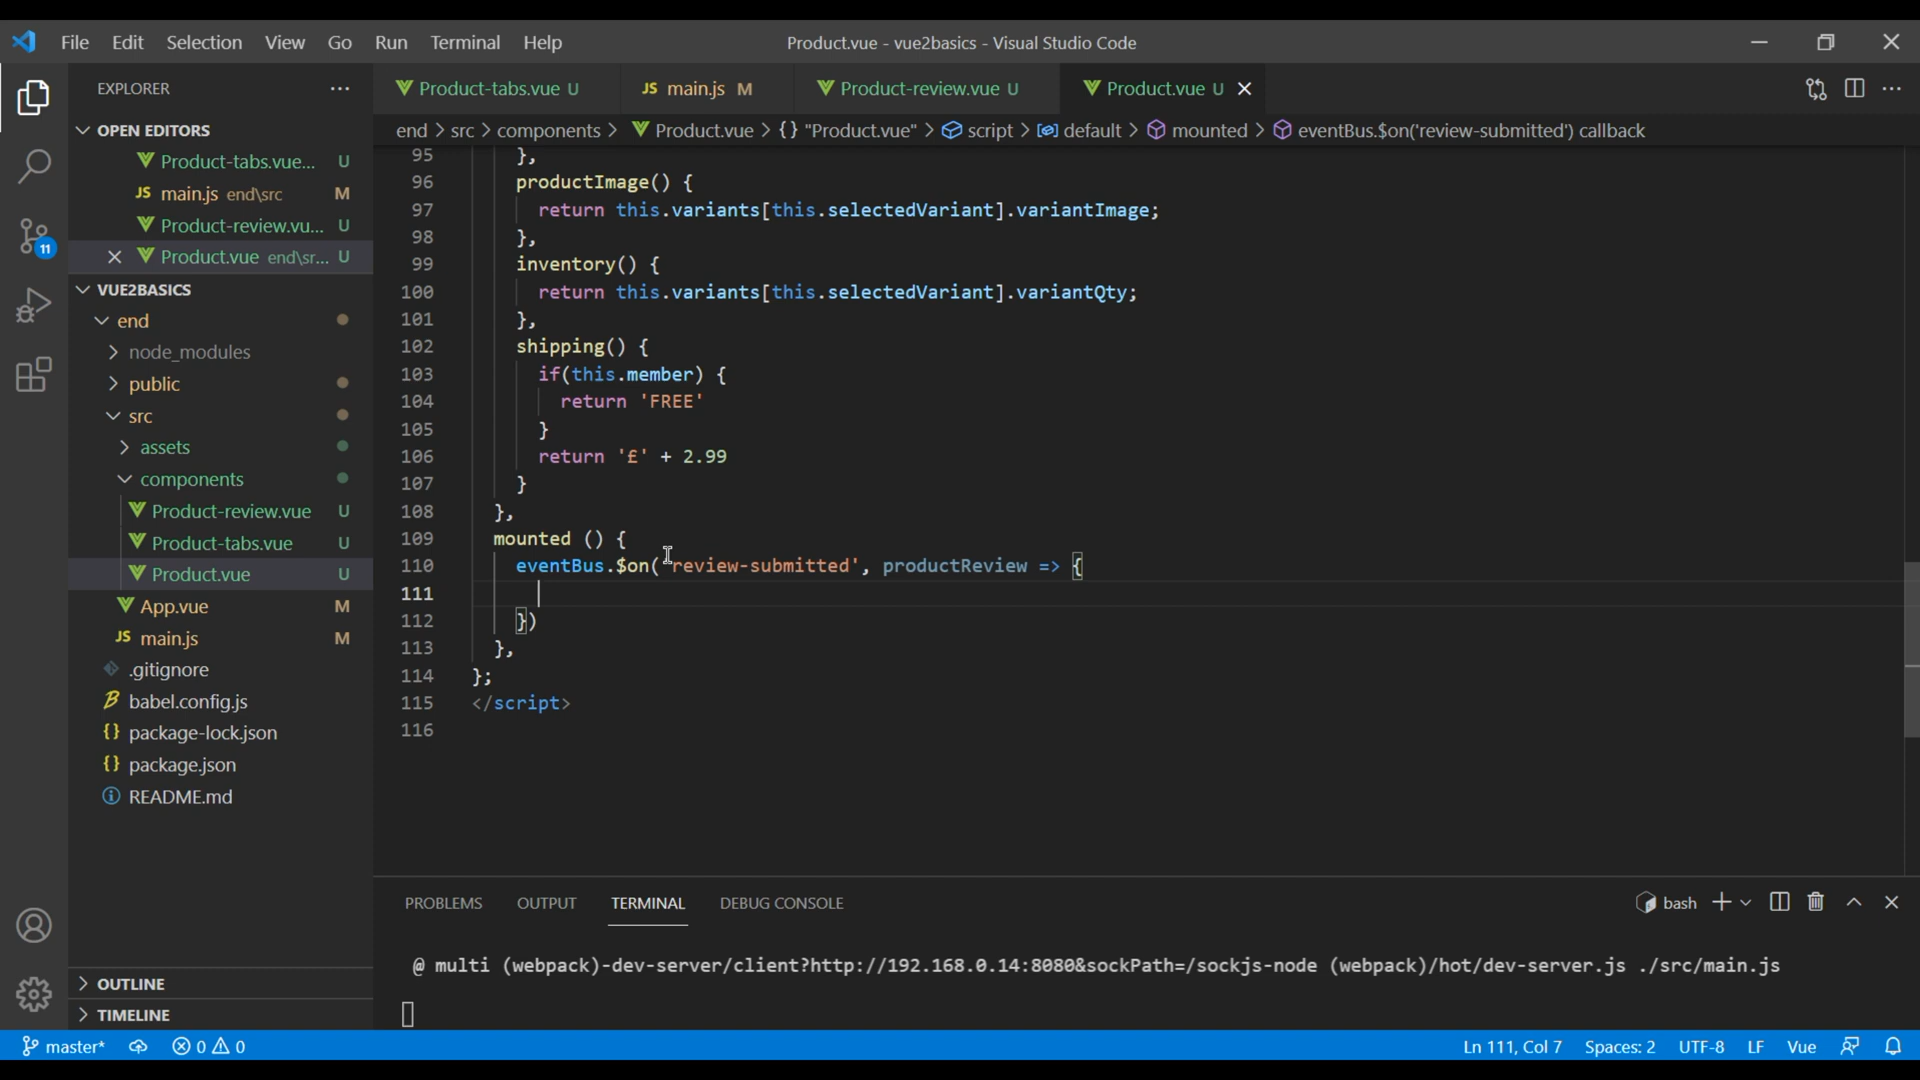 File Edit Selection View Go Run Terminal Help
Product.vue - vue2basics - Visual Studio Code
EXPLORER
Product-tabs.vue U
JS main.js M
Product-review.vue U
Product.vue U
end > src > components > Product.vue > {} "Product.vue" > script > default > mounted > eventBus.$on('review-submitted') callback
OPEN EDITORS
Product-tabs.vue... U
JS main.js end\src M
Product-review.vu... U
Product.vue end\sr... U
11
VUE2BASICS
end
node_modules
public
src
assets
components
Product-review.vue U
Product-tabs.vue U
Product.vue U
App.vue M
JS main.js M
.gitignore
babel.config.js
{} package-lock.json
{} package.json
README.md
OUTLINE
TIMELINE
95 },
96 productImage() {
97 return this.variants[this.selectedVariant].variantImage;
98 },
99 inventory() {
100 return this.variants[this.selectedVariant].variantQty;
101 },
102 shipping() {
103 if(this.member) {
104 return 'FREE'
105 }
106 return '£' + 2.99
107 }
108 },
109 mounted () {
110 eventBus.$on('review-submitted', productReview => {
111
112 })
113 },
114 };
115 </script>
116
PROBLEMS OUTPUT TERMINAL DEBUG CONSOLE
bash
@ multi (webpack)-dev-server/client?http://192.168.0.14:8080&sockPath=/sockjs-node (webpack)/hot/dev-server.js ./src/main.js
master* 0 0
Ln 111, Col 7 Spaces: 2 UTF-8 LF Vue